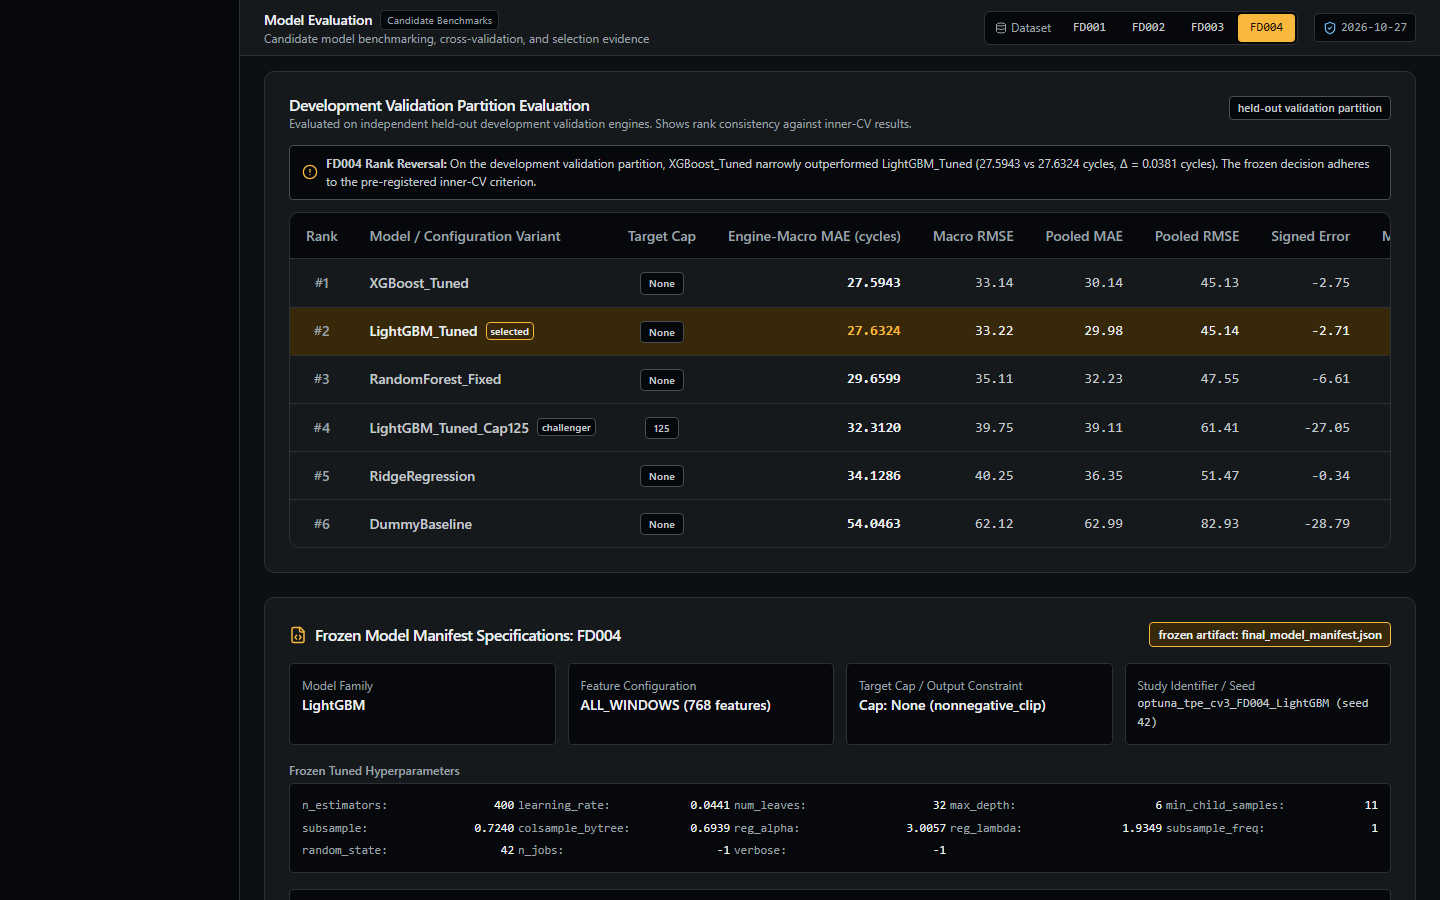 Model Evaluation Candidate Benchmarks
Candidate model benchmarking, cross-validation, and selection evidence
Dataset FD001 FD002 FD003 FD004 2026-10-27
Development Validation Partition Evaluation
Evaluated on independent held-out development validation engines. Shows rank consistency against inner-CV results.
held-out validation partition
FD004 Rank Reversal: On the development validation partition, XGBoost_Tuned narrowly outperformed LightGBM_Tuned (27.5943 vs 27.6324 cycles, Δ = 0.0381 cycles). The frozen decision adheres
to the pre-registered inner-CV criterion.
Rank Model / Configuration Variant Target Cap Engine-Macro MAE (cycles) Macro RMSE Pooled MAE Pooled RMSE Signed Error
#1 XGBoost_Tuned None 27.5943 33.14 30.14 45.13 -2.75
#2 LightGBM_Tuned selected None 27.6324 33.22 29.98 45.14 -2.71
#3 RandomForest_Fixed None 29.6599 35.11 32.23 47.55 -6.61
#4 LightGBM_Tuned_Cap125 challenger 125 32.3120 39.75 39.11 61.41 -27.05
#5 RidgeRegression None 34.1286 40.25 36.35 51.47 -0.34
#6 DummyBaseline None 54.0463 62.12 62.99 82.93 -28.79
Frozen Model Manifest Specifications: FD004
frozen artifact: final_model_manifest.json
Model Family
LightGBM
Feature Configuration
ALL_WINDOWS (768 features)
Target Cap / Output Constraint
Cap: None (nonnegative_clip)
Study Identifier / Seed
optuna_tpe_cv3_FD004_LightGBM (seed
42)
Frozen Tuned Hyperparameters
n_estimators: 400 learning_rate: 0.0441 num_leaves: 32 max_depth: 6 min_child_samples: 11
subsample: 0.7240 colsample_bytree: 0.6939 reg_alpha: 3.0057 reg_lambda: 1.9349 subsample_freq: 1
random_state: 42 n_jobs: -1 verbose: -1